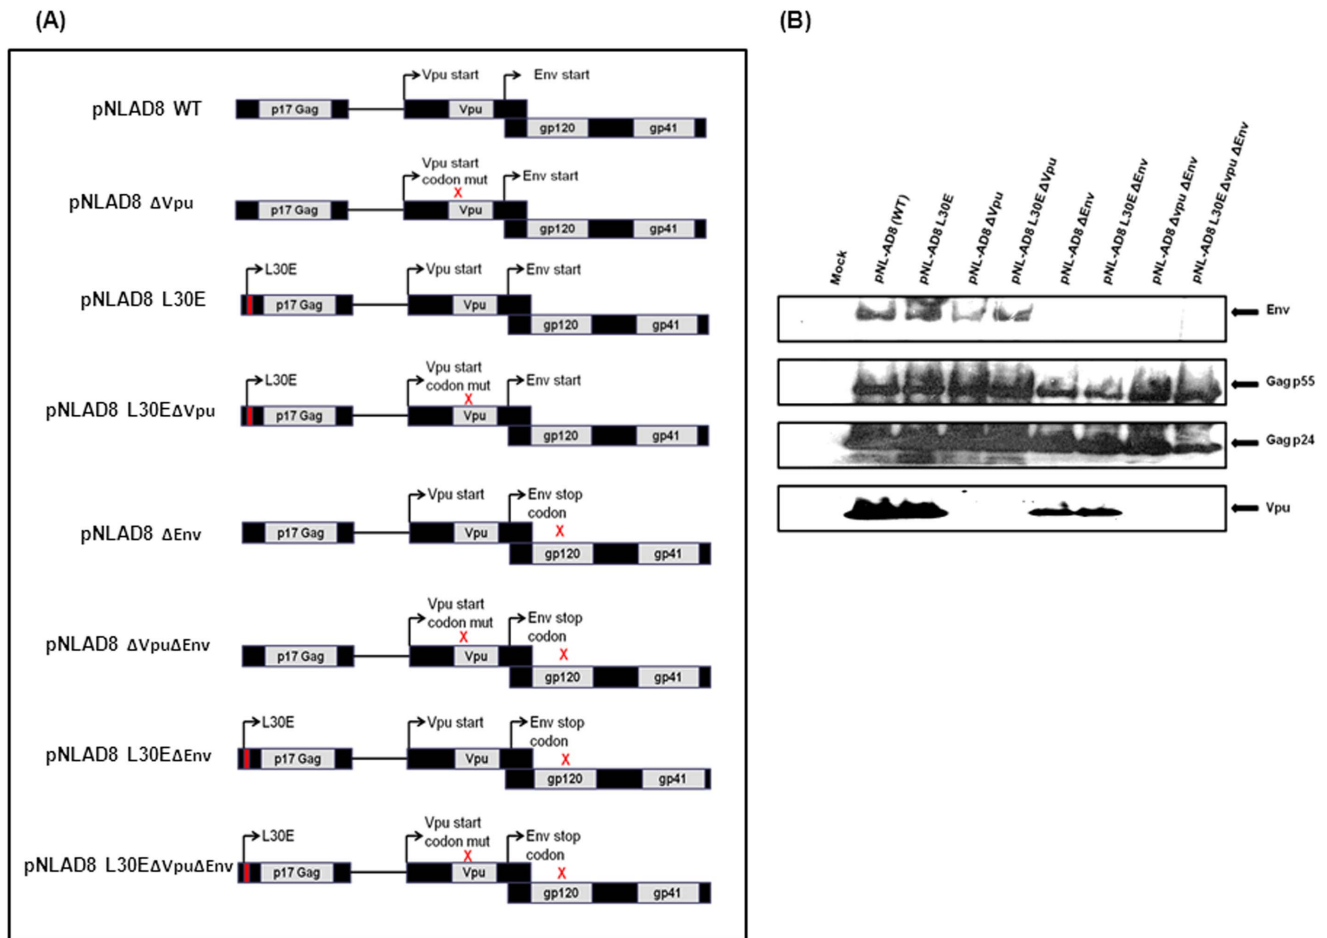 (A)
pNLAD8 WT
Vpu start
Env start
p17 Gag
Vpu
gp120
gp41
pNLAD8 ΔVpu
Vpu start
codon mut
X
Env start
p17 Gag
Vpu
gp120
gp41
pNLAD8 L30E
L30E
Vpu start
Env start
p17 Gag
Vpu
gp120
gp41
pNLAD8 L30EΔVpu
L30E
Vpu start
codon mut
X
Env start
p17 Gag
Vpu
gp120
gp41
pNLAD8 ΔEnv
Vpu start
Env stop
codon
X
p17 Gag
Vpu
gp120
gp41
pNLAD8 ΔVpuΔEnv
Vpu start
codon mut
X
Env stop
codon
X
p17 Gag
Vpu
gp120
gp41
pNLAD8 L30EΔEnv
L30E
Vpu start
Env stop
codon
X
p17 Gag
Vpu
gp120
gp41
pNLAD8 L30EΔVpuΔEnv
L30E
Vpu start
codon mut
X
Env stop
codon
X
p17 Gag
Vpu
gp120
gp41
(B)
Mock
pNL-AD8 (WT)
pNL-AD8 L30E
pNL-AD8 ΔVpu
pNL-AD8 L30E ΔVpu
pNL-AD8 ΔEnv
pNL-AD8 L30E ΔEnv
pNL-AD8 Δvpu ΔEnv
pNL-AD8 L30E Δvpu ΔEnv
Env
Gag p55
Gag p24
Vpu